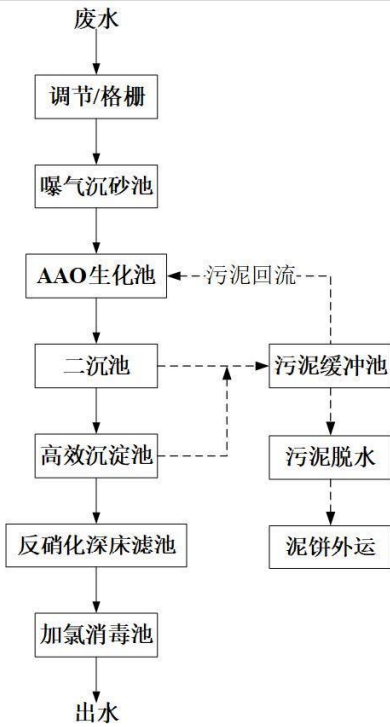 废水
调节/格栅
曝气沉砂池
AAO生化池
污泥回流
二沉池
污泥缓冲池
高效沉淀池
污泥脱水
反硝化深床滤池
泥饼外运
加氯消毒池
出水